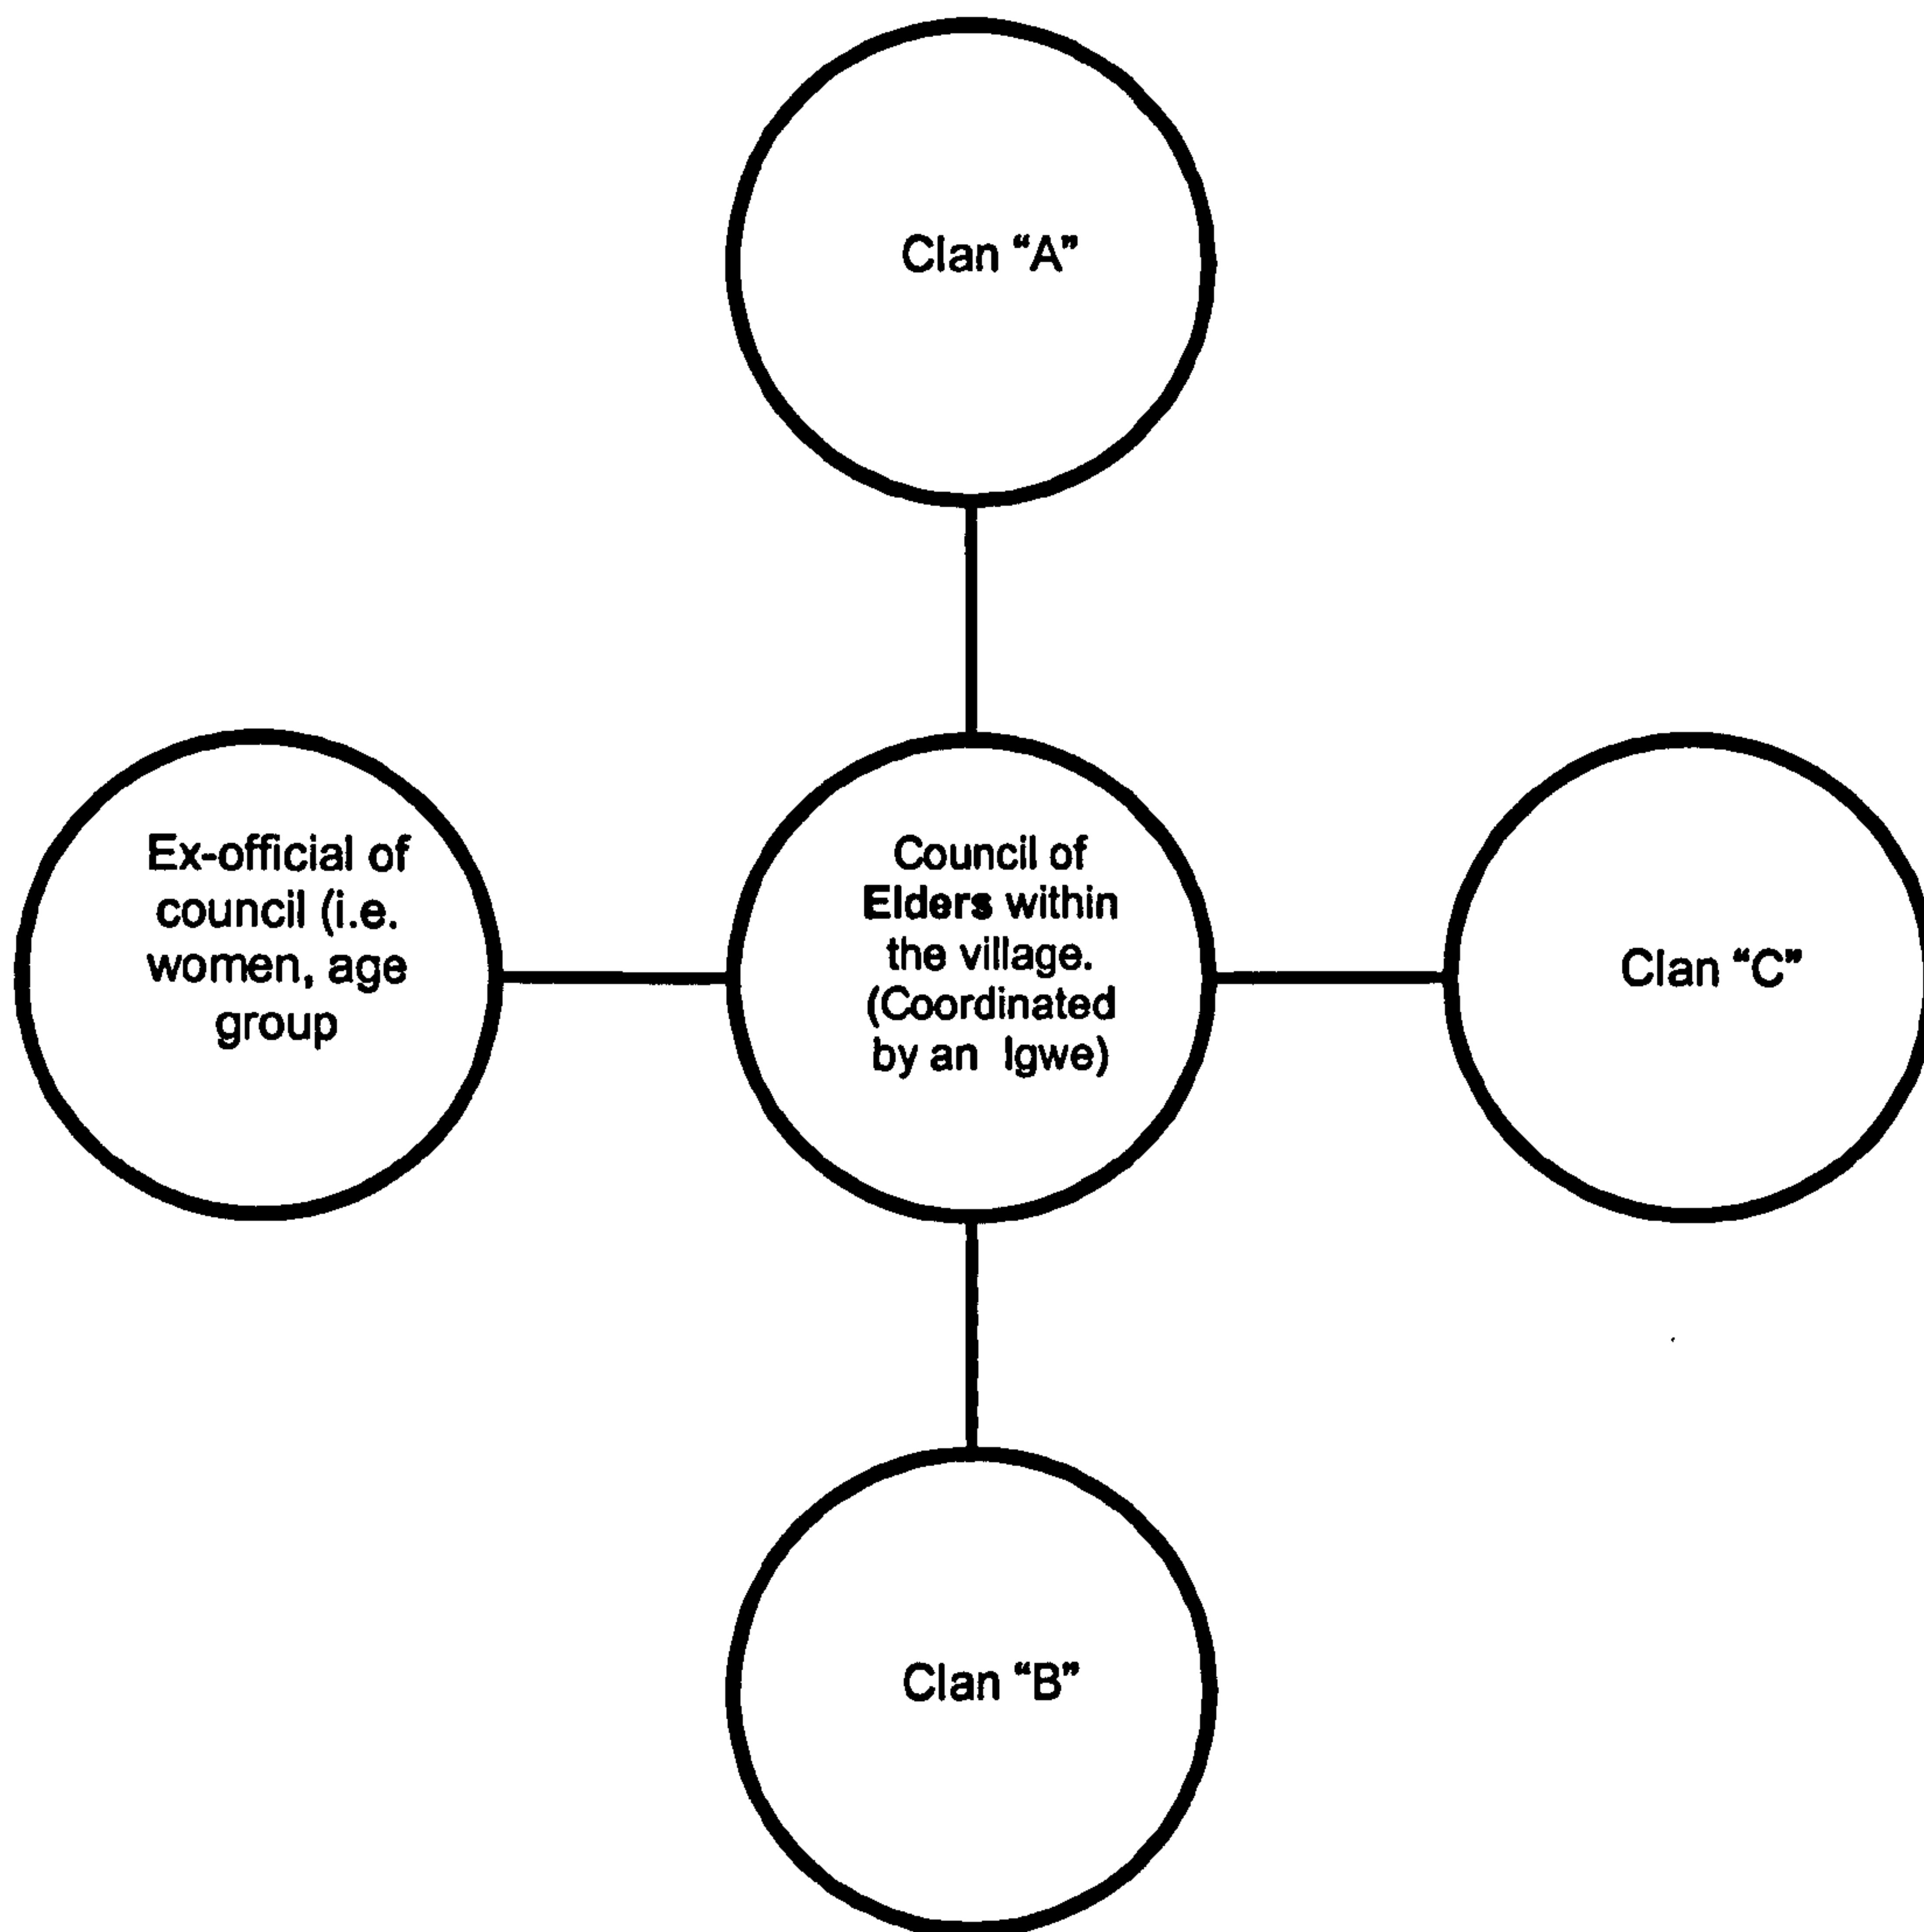 Clan “A”
Ex-official of
council (i.e.
women, age
group
Council of
Elders within
the village.
(Coordinated
by an Igwe)
Clan “C”
Clan “B”